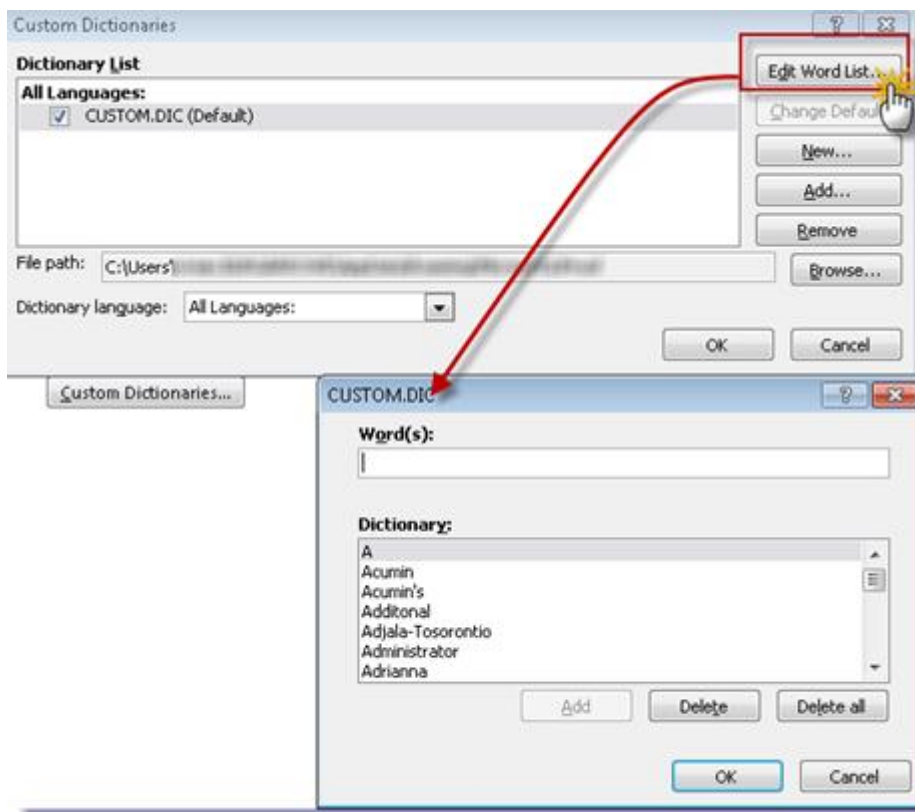 Custom Dictionaries
Dictionary List
All Languages:
CUSTOM.DIC (Default)
Edit Word List...
Change Defaul
New...
Add...
Remove
File path: C:\Users\
Browse...
Dictionary language: All Languages:
OK Cancel
Custom Dictionaries...
CUSTOM.DIC
Word(s):
Dictionary:
A
Acumin
Acumin's
Additonal
Adjala-Tosorontio
Administrator
Adrianna
Add Delete Delete all
OK Cancel